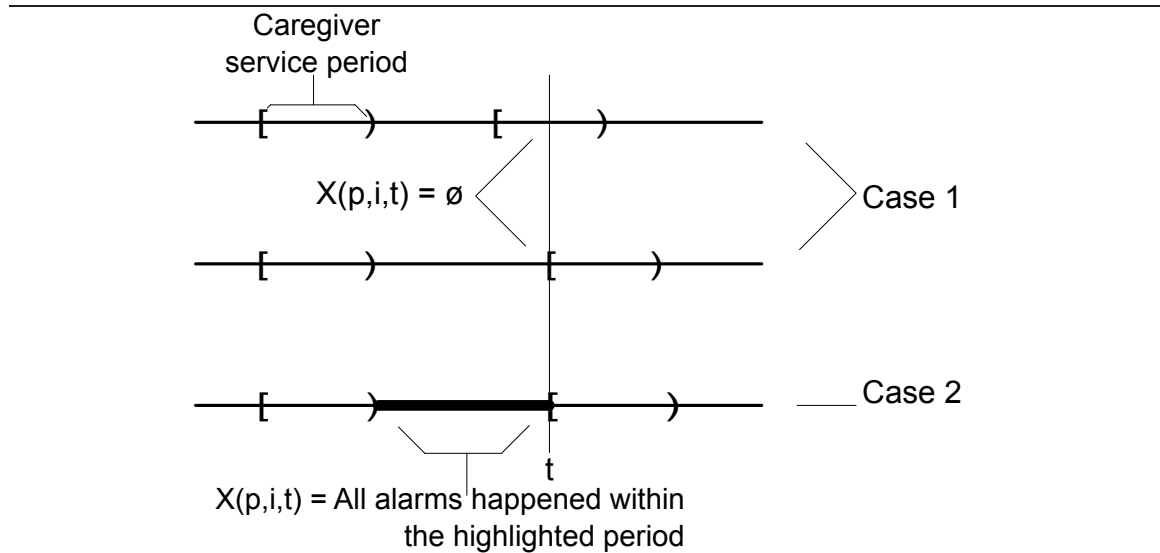 Caregiver
service period
[ ) [ )
X(p,i,t) = ø
Case 1
[ ) [ )
Case 2
[ ) [ )
t
X(p,i,t) = All alarms happened within
the highlighted period